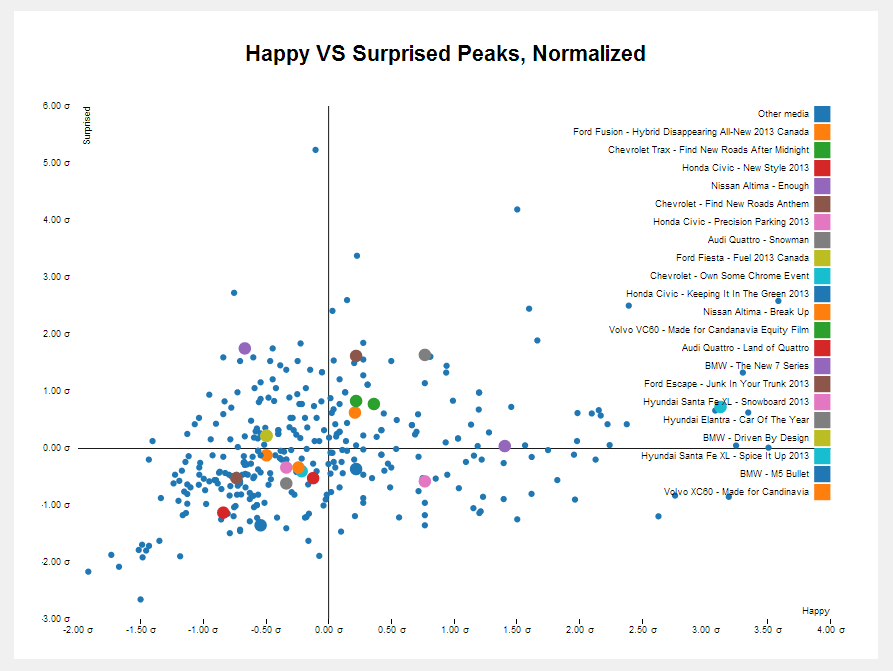 Happy VS Surprised Peaks, Normalized
6.00 σ
Surprised
5.00 σ
4.00 σ
3.00 σ
2.00 σ
1.00 σ
0.00 σ
-1.00 σ
-2.00 σ
-3.00 σ
Other media
Ford Fusion - Hybrid Disappearing All-New 2013 Canada
Chevrolet Trax - Find New Roads After Midnight
Honda Civic - New Style 2013
Nissan Altima - Enough
Chevrolet - Find New Roads Anthem
Honda Civic - Precision Parking 2013
Audi Quattro - Snowman
Ford Fiesta - Fuel 2013 Canada
Chevrolet - Own Some Chrome Event
Honda Civic - Keeping It In The Green 2013
Nissan Altima - Break Up
Volvo VC60 - Made for Candanavia Equity Film
Audi Quattro - Land of Quattro
BMW - The New 7 Series
Ford Escape - Junk In Your Trunk 2013
Hyundai Santa Fe XL - Snowboard 2013
Hyundai Elantra - Car Of The Year
BMW - Driven By Design
Hyundai Santa Fe XL - Spice It Up 2013
BMW - M5 Bullet
Volvo XC60 - Made for Candinavia
Happy
-2.00 σ
-1.50 σ
-1.00 σ
-0.50 σ
0.00 σ
0.50 σ
1.00 σ
1.50 σ
2.00 σ
2.50 σ
3.00 σ
3.50 σ
4.00 σ